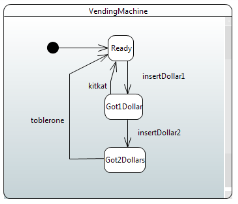 VendingMachine
Ready
insertDollar1
kitkat
Got1Dollar
toblerone
insertDollar2
Got2Dollars